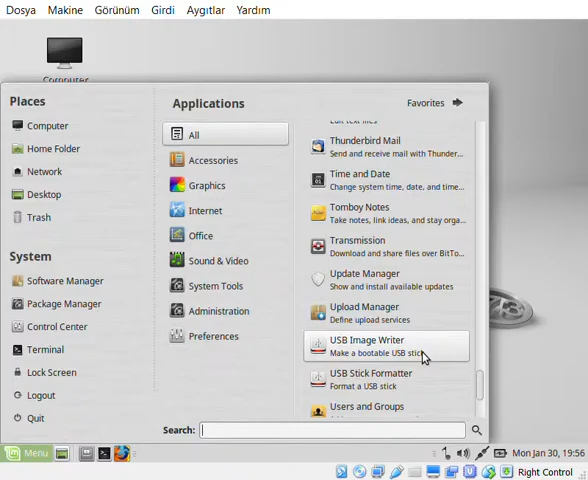 Dosya Makine Görünüm Girdi Aygıtlar Yardım
Computer
Places
Computer
Home Folder
Network
Desktop
Trash
System
Software Manager
Package Manager
Control Center
Terminal
Lock Screen
Logout
Quit
Applications
Favorites
All
Accessories
Graphics
Internet
Office
Sound & Video
System Tools
Administration
Preferences
Edit text files
Thunderbird Mail
Send and receive mail with Thunder...
Time and Date
Change system time, date, and time...
Tomboy Notes
Take notes, link ideas, and stay orga...
Transmission
Download and share files over BitTo...
Update Manager
Show and install available updates
Upload Manager
Define upload services
USB Image Writer
Make a bootable USB stick
USB Stick Formatter
Format a USB stick
Users and Groups
Search:
Menu
Mon Jan 30, 19:56
Right Control